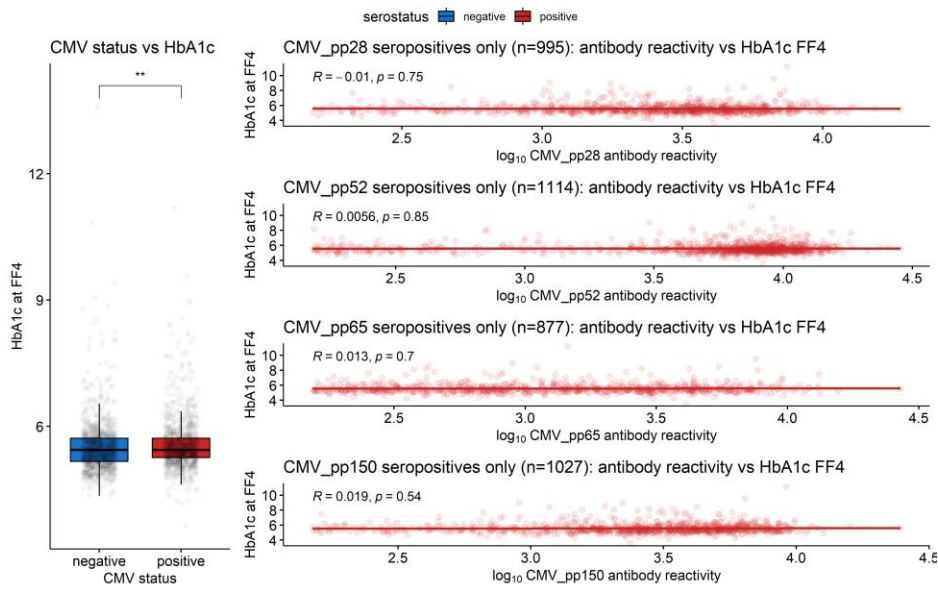 serostatus negative positive
CMV status vs HbA1c
**
HbA1c at FF4
12
9
6
negative positive
CMV status
CMV_pp28 seropositives only (n=995): antibody reactivity vs HbA1c FF4
HbA1c at FF4
10
8
6
4
R = −0.01, p = 0.75
2.5 3.0 3.5 4.0
log10 CMV_pp28 antibody reactivity
CMV_pp52 seropositives only (n=1114): antibody reactivity vs HbA1c FF4
HbA1c at FF4
10
8
6
4
R = 0.0056, p = 0.85
2.5 3.0 3.5 4.0 4.5
log10 CMV_pp52 antibody reactivity
CMV_pp65 seropositives only (n=877): antibody reactivity vs HbA1c FF4
HbA1c at FF4
10
8
6
4
R = 0.013, p = 0.7
2.5 3.0 3.5 4.0 4.5
log10 CMV_pp65 antibody reactivity
CMV_pp150 seropositives only (n=1027): antibody reactivity vs HbA1c FF4
HbA1c at FF4
10
8
6
4
R = 0.019, p = 0.54
2.5 3.0 3.5 4.0 4.5
log10 CMV_pp150 antibody reactivity